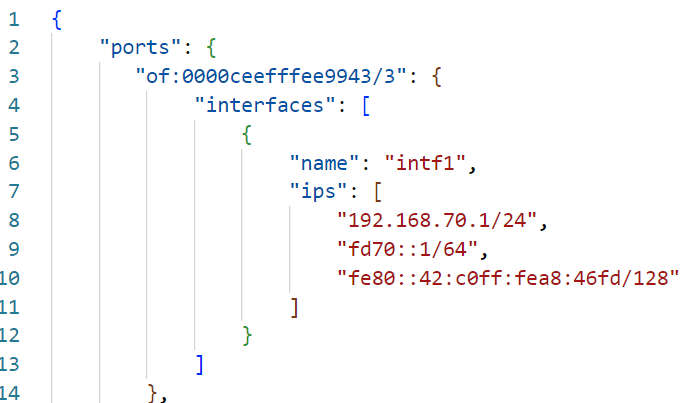 1 {
2     "ports": {
3        "of:0000ceefffee9943/3": {
4            "interfaces": [
5                {
6                    "name": "intf1",
7                    "ips": [
8                        "192.168.70.1/24",
9                        "fd70::1/64",
10                        "fe80::42:c0ff:fea8:46fd/128"
11                    ]
12                }
13            ]
14        },